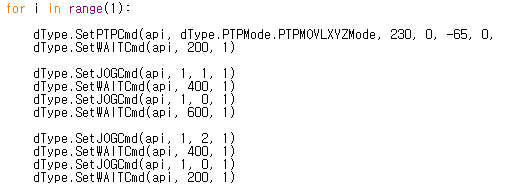 for i in range(1):
dType.SetPTPCmd(api, dType.PTPMode.PTPMOVLXYZMode, 230, 0, -65, 0,
dType.SetWAITCmd(api, 200, 1)
dType.SetJOGCmd(api, 1, 1, 1)
dType.SetWAITCmd(api, 400, 1)
dType.SetJOGCmd(api, 1, 0, 1)
dType.SetWAITCmd(api, 600, 1)
dType.SetJOGCmd(api, 1, 2, 1)
dType.SetWAITCmd(api, 400, 1)
dType.SetJOGCmd(api, 1, 0, 1)
dType.SetWAITCmd(api, 200, 1)